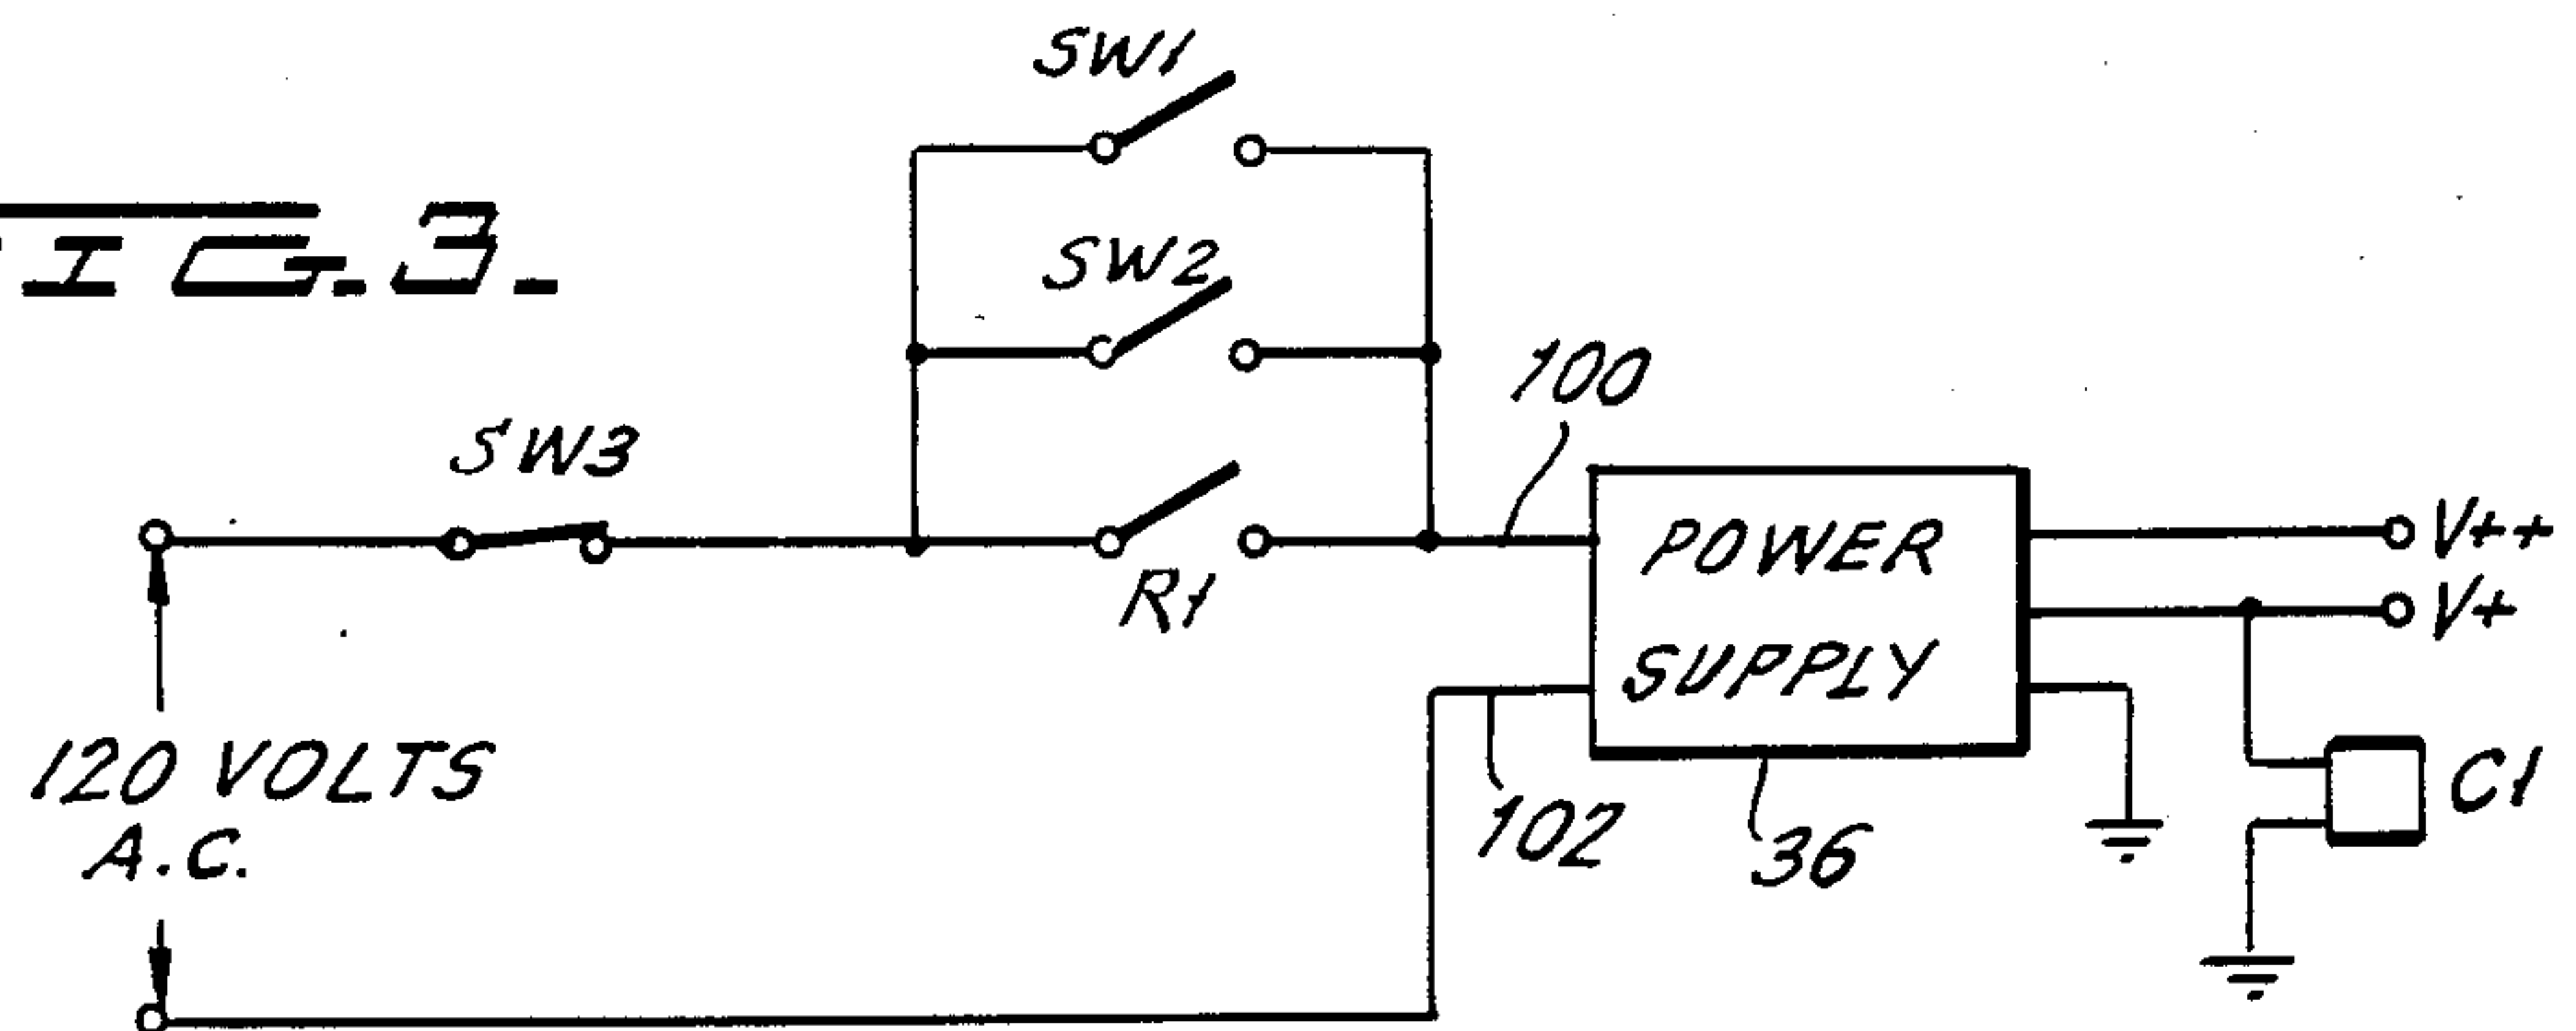 SW1
FIG. 3.
SW2
100
SW3
POWER
SUPPLY
V++
V+
R1
120 VOLTS
A.C.
102
36
C1